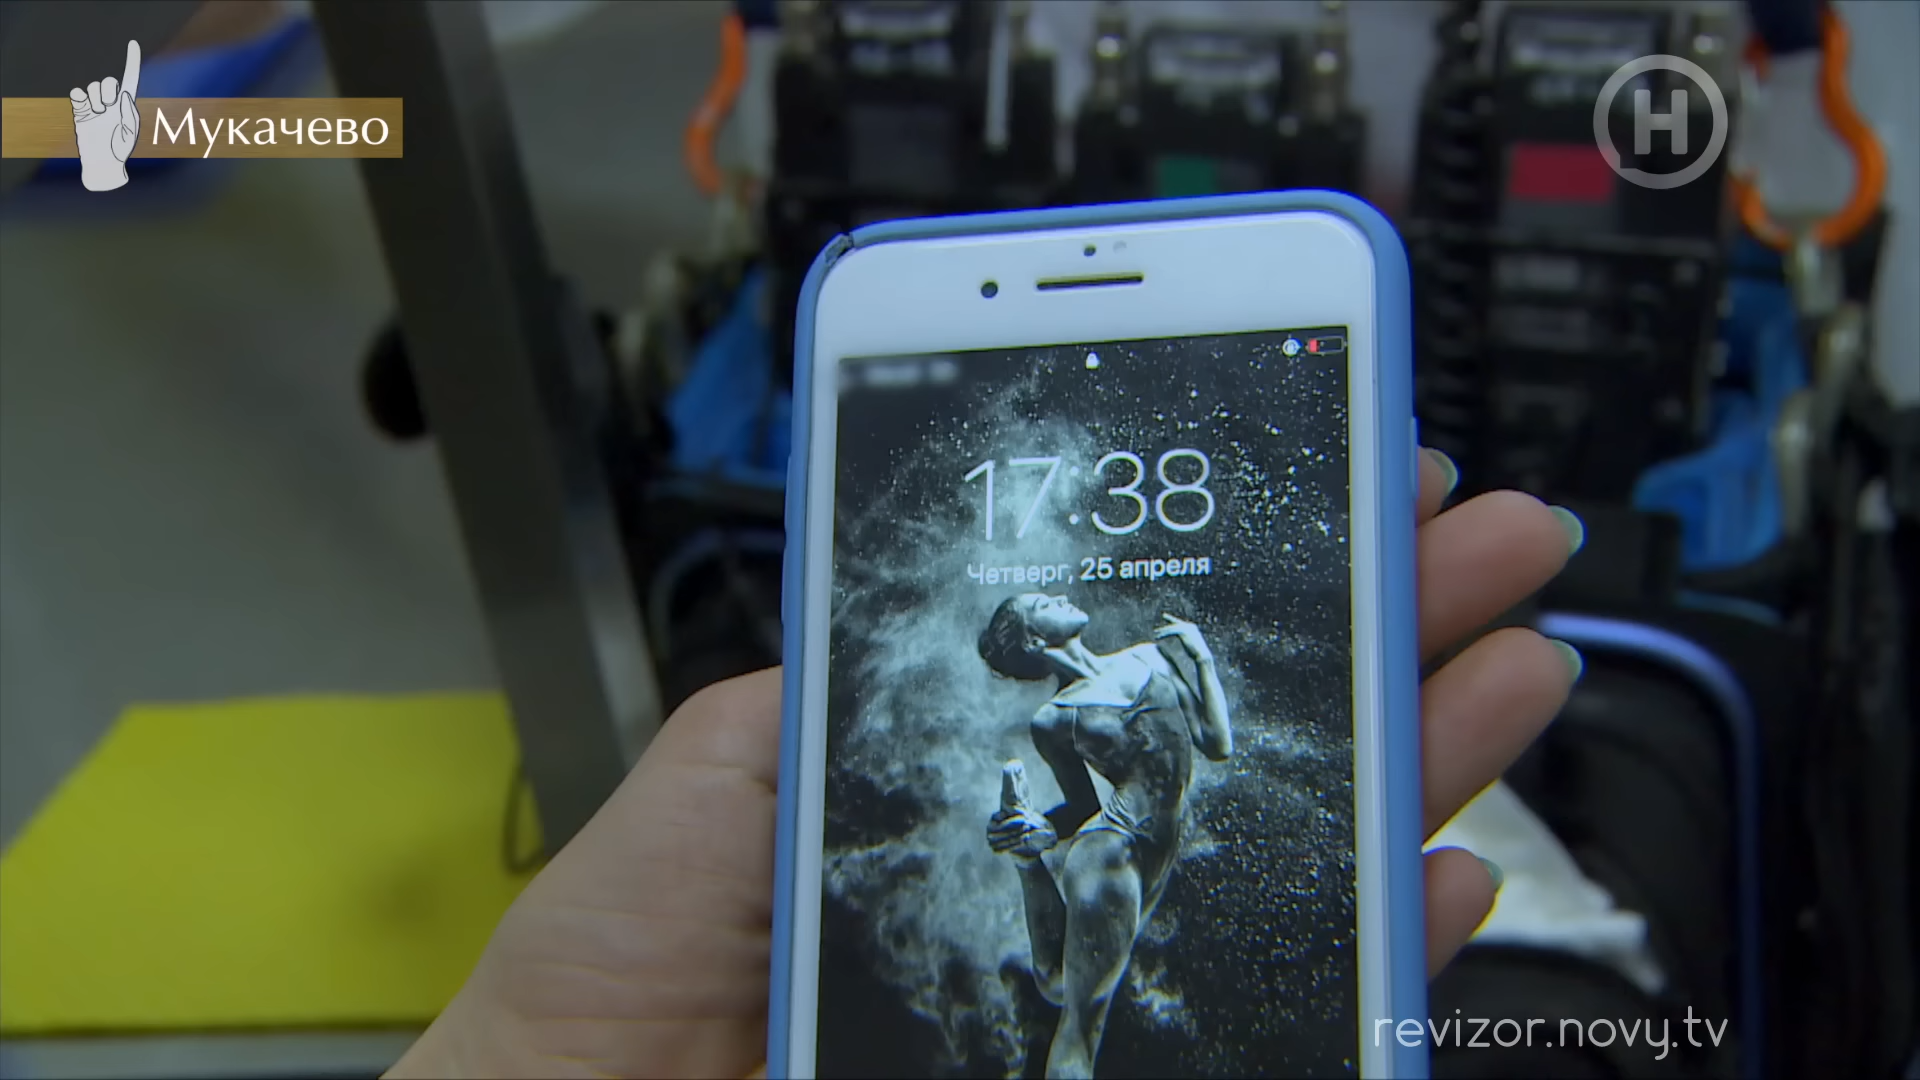 Мукачево
H
17:38
Четверг, 25 апреля
revizor.novy.tv